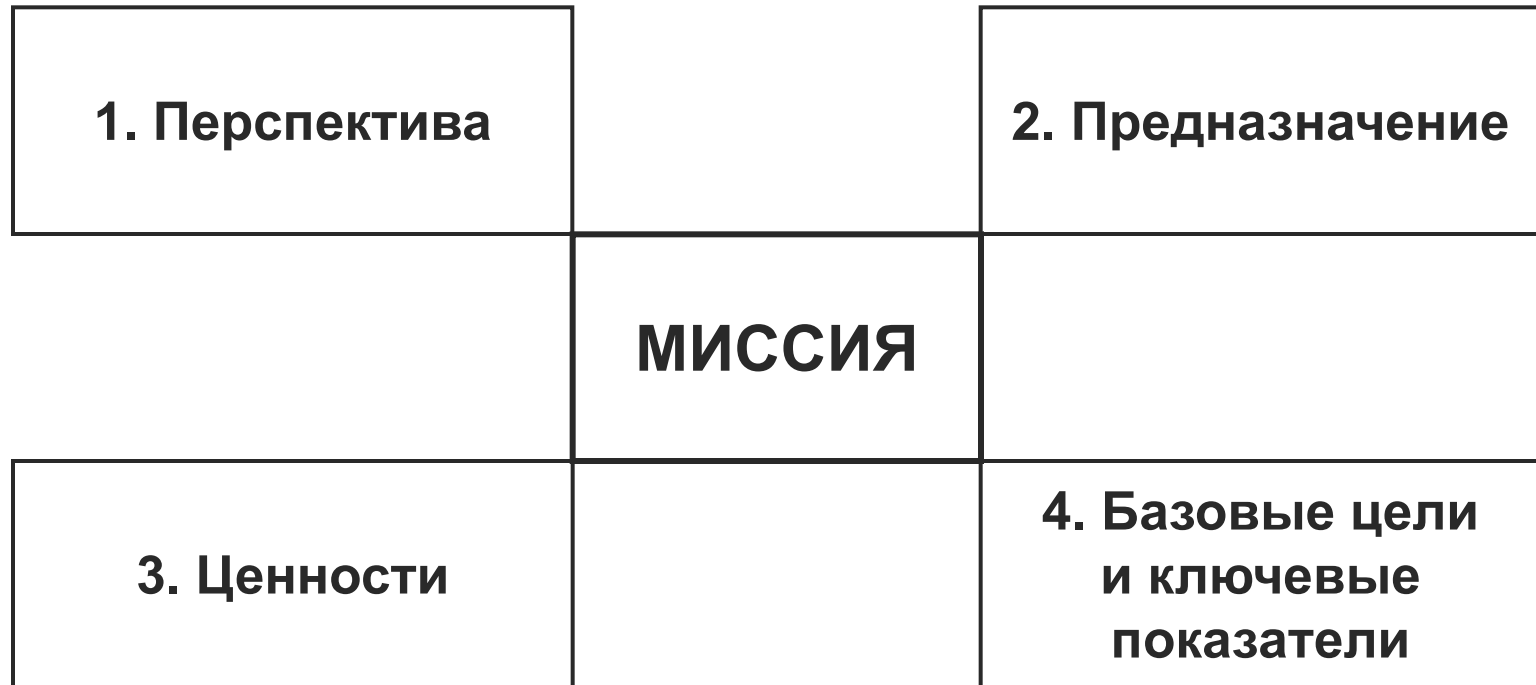 1. Перспектива
2. Предназначение
МИССИЯ
3. Ценности
4. Базовые цели
и ключевые
показатели